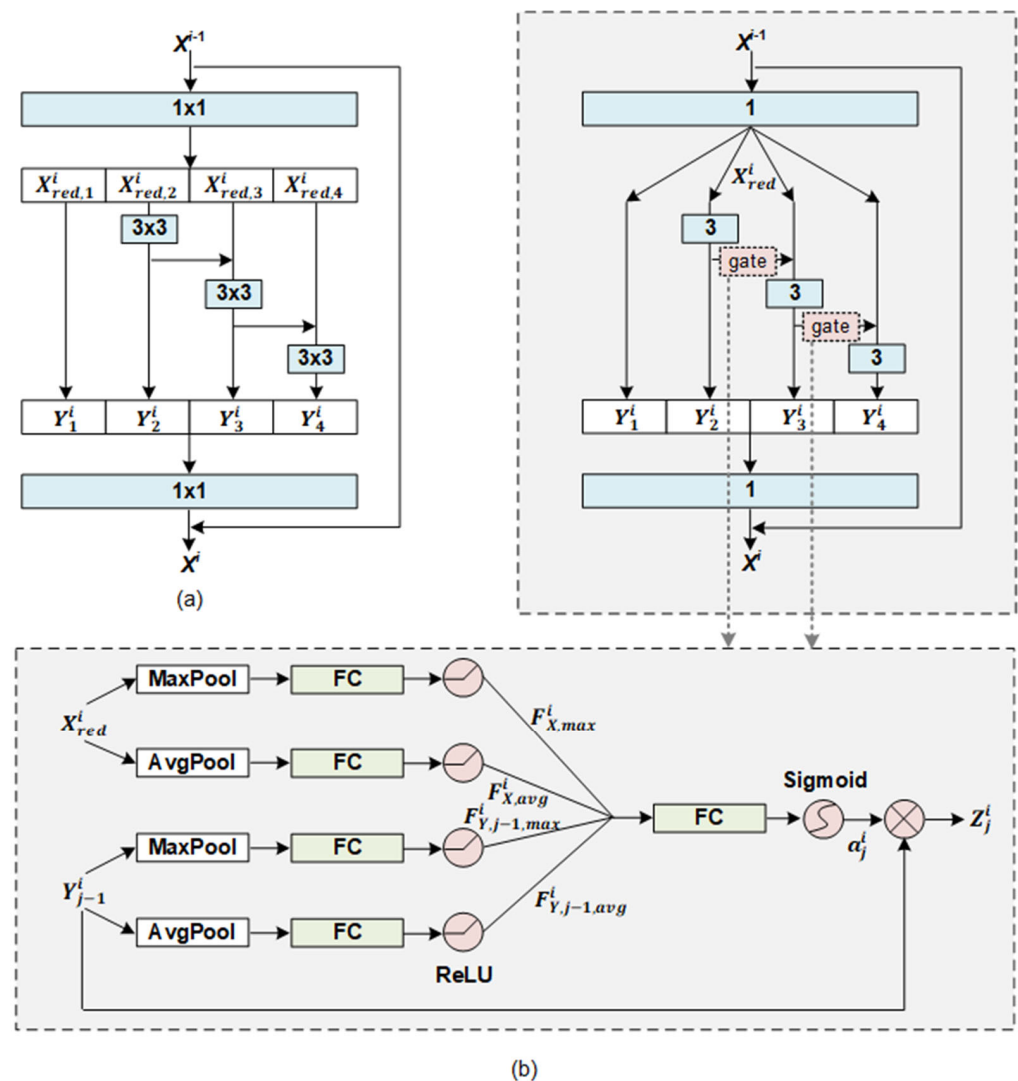 X^{i-1}
1x1
X^i_{red,1} X^i_{red,2} X^i_{red,3} X^i_{red,4}
3x3
3x3
3x3
Y^i_1 Y^i_2 Y^i_3 Y^i_4
1x1
X^i
(a)
X^{i-1}
1
X^i_{red}
3
gate
3
gate
3
Y^i_1 Y^i_2 Y^i_3 Y^i_4
1
X^i
MaxPool FC
X^i_{red}
F^i_{X,max}
AvgPool FC
F^i_{X,avg}
Sigmoid
F^i_{Y,j-1,max}
FC
Z^i_j
MaxPool FC
a^i_j
Y^i_{j-1}
F^i_{Y,j-1,avg}
AvgPool FC
ReLU
(b)